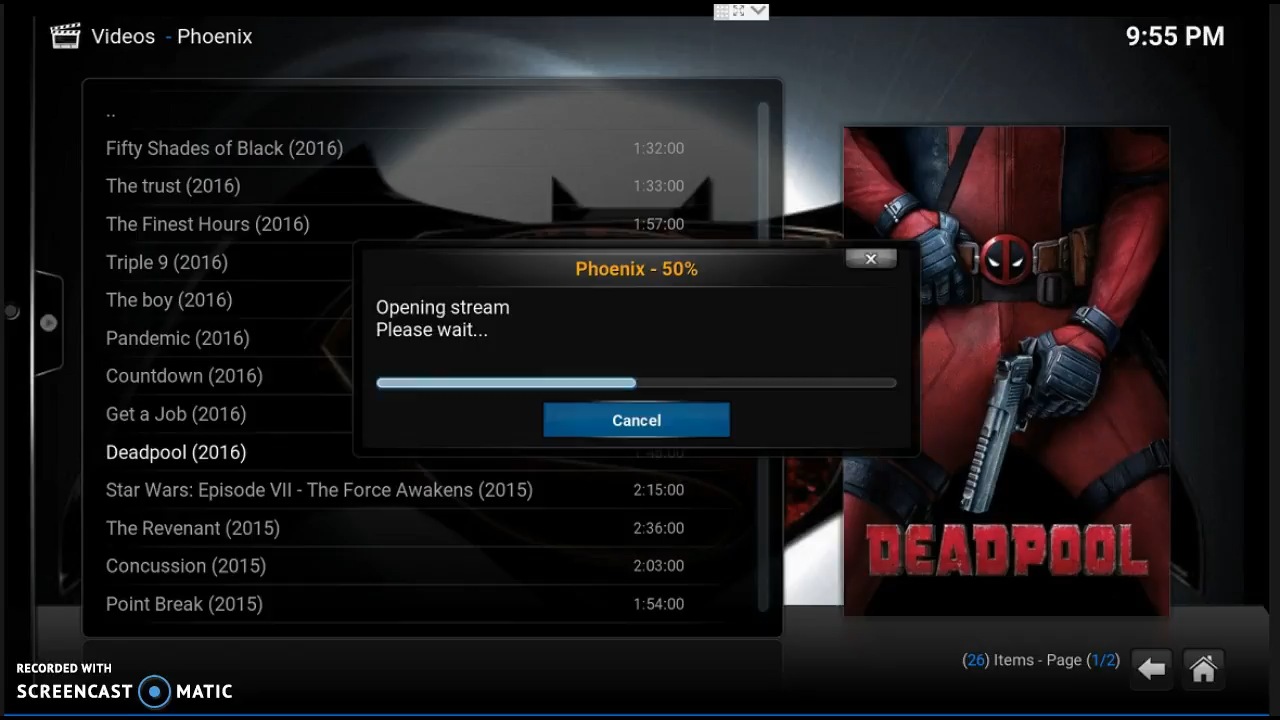 Videos - Phoenix
9:55 PM
..
Fifty Shades of Black (2016) 1:32:00
The trust (2016) 1:33:00
The Finest Hours (2016) 1:57:00
Triple 9 (2016)
The boy (2016)
Pandemic (2016)
Countdown (2016)
Get a Job (2016)
Deadpool (2016) 1:48:00
Star Wars: Episode VII - The Force Awakens (2015) 2:15:00
The Revenant (2015) 2:36:00
Concussion (2015) 2:03:00
Point Break (2015) 1:54:00
Phoenix - 50%
Opening stream
Please wait...
Cancel
DEADPOOL
(26) Items - Page (1/2)
RECORDED WITH
SCREENCAST MATIC